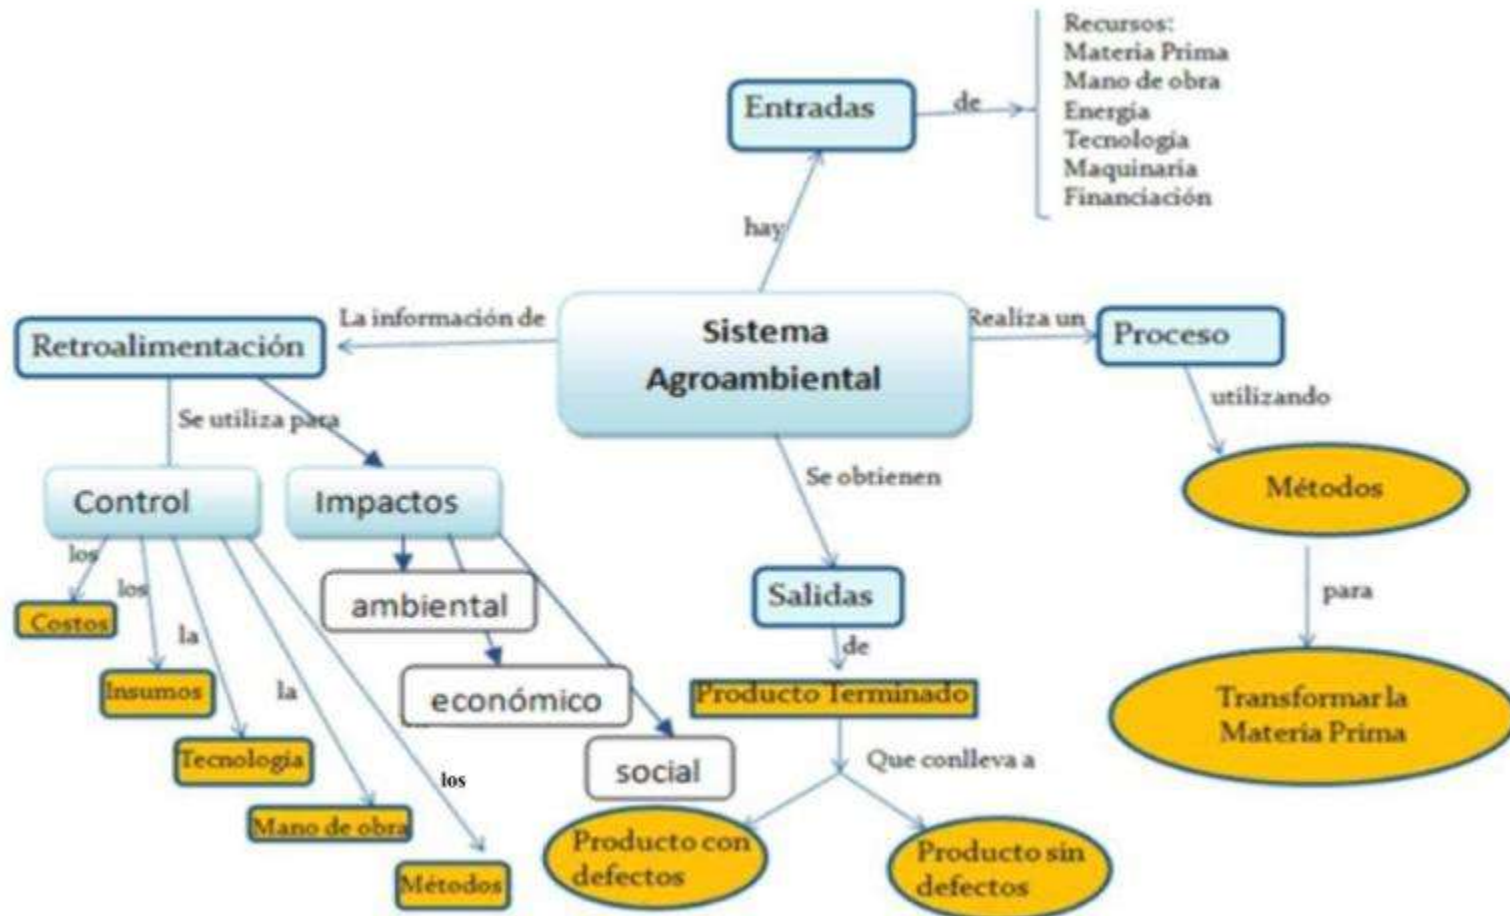 Recursos:
Materia Prima
Mano de obra
Energía
Tecnología
Maquinaria
Financiación
Entradas
de
hay
Sistema
Agroambiental
La información de
Retroalimentación
Realiza un
Proceso
utilizando
Métodos
para
Transformar la
Materia Prima
Se utiliza para
Control
Impactos
los
Costos
los
Insumos
la
Tecnología
la
Mano de obra
los
Métodos
ambiental
económico
social
Se obtienen
Salidas
de
Producto Terminado
Que conlleva a
Producto con
defectos
Producto sin
defectos